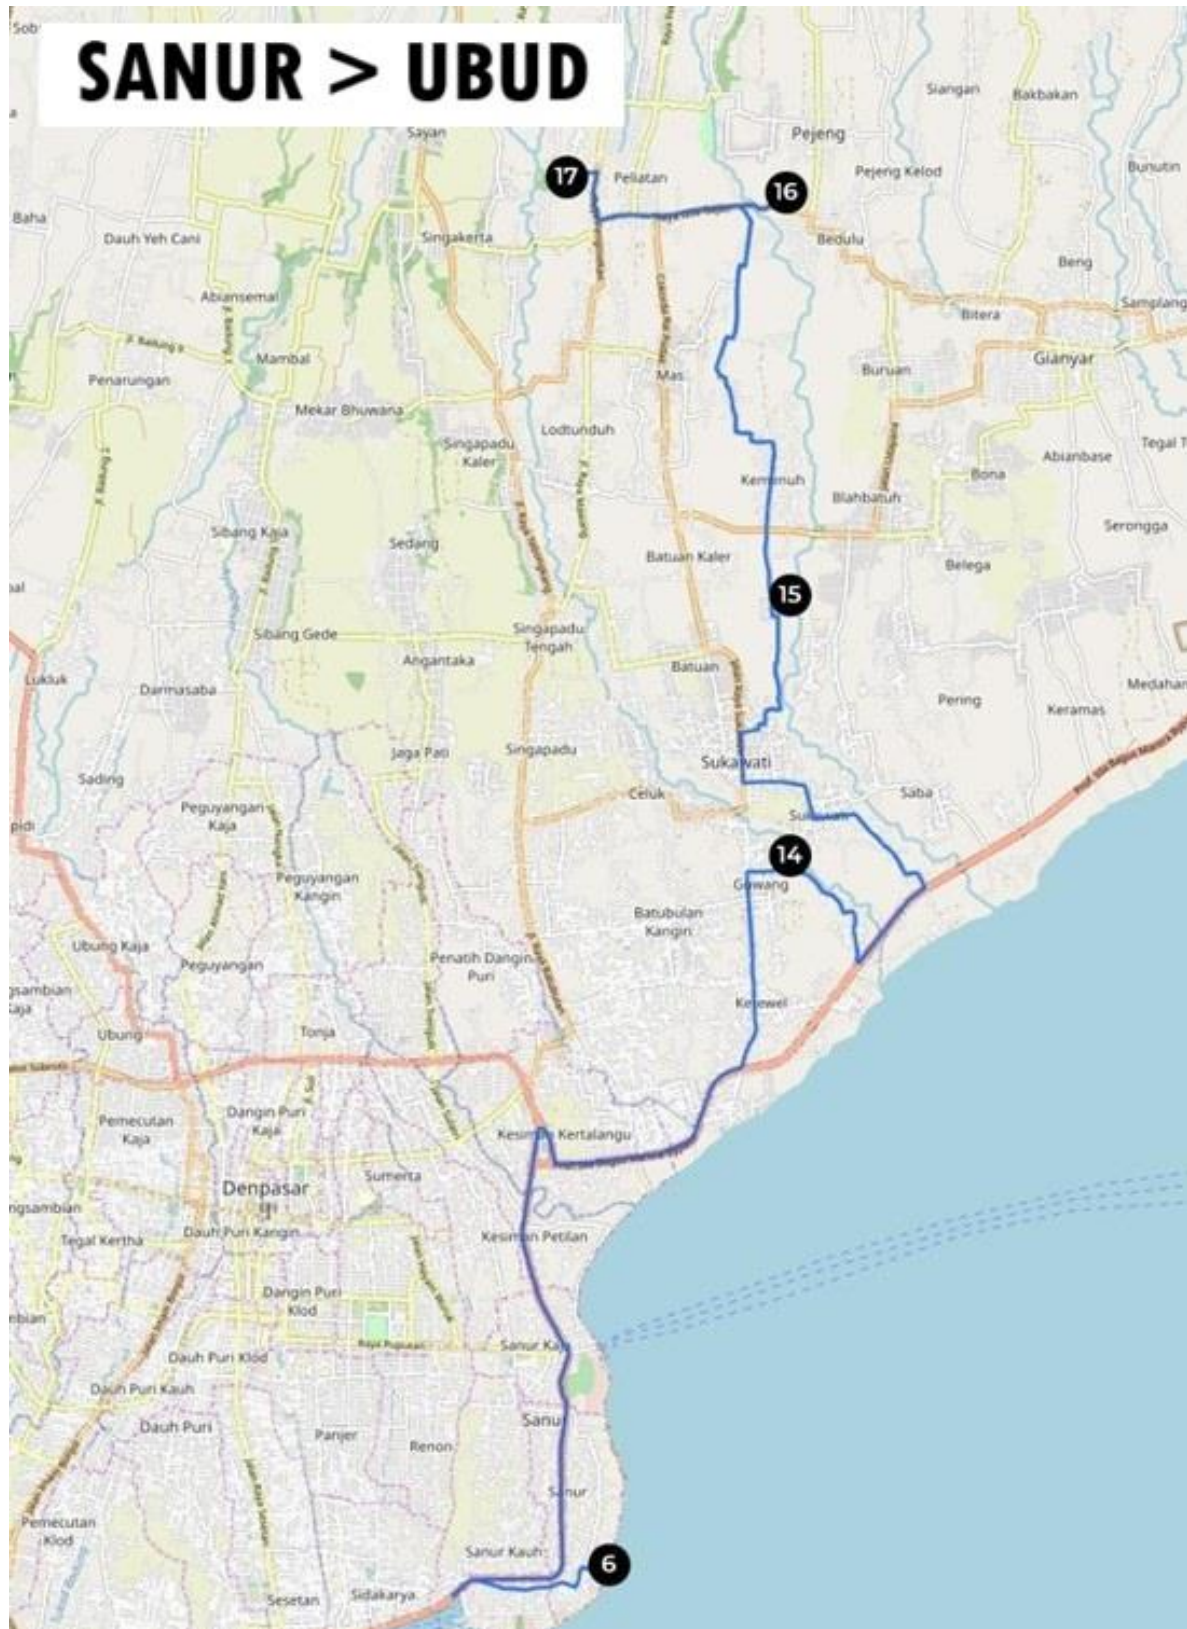 SANUR > UBUD
Siangan
Bakbakan
Sayan
Pejeng
17
Peliatan
16
Pejeng Kelod
Bunutin
Baha
Dauh Yeh Cani
Singakerta
Bedulu
Beng
Abiansemal
Bitera
Samplang
Jl. Badung
Mambal
Gianyar
Penarungan
Mas
Buruan
Mekar Bhuwana
Lodtunduh
Singapadu
Kaler
Abianbase
Tegal T
Bona
Kemenuh
Blahbatuh
Sibang Kaja
Sedang
Serongga
Batuan Kaler
Belega
15
Sibang Gede
Singapadu
Tengah
Angantaka
Batuan
Lukluk
Darmasaba
Pering
Medahan
Keramas
Jaga Pati
Singapadu
Sukawati
Sading
Celuk
Saba
Peguyangan
Kaja
14
Peguyangan
Kangin
Guwang
Batubulan
Kangin
Ubung Kaja
Peguyangan
Penatih Dangin
Puri
Ketewel
Ubung
Tonja
Pemecutan
Kaja
Dangin Puri
Kaja
Kesiman Kertalangu
Denpasar
Sumerta
Tegal Kertha
Dauh Puri Kangin
Kesiman Petilan
Dangin Puri
Klod
Raya Puputan
Sanur Kaja
Dauh Puri Klod
Dauh Puri Kauh
Dauh Puri
Panjer
Renon
Sanur
Sanur
Pemecutan
Klod
Sanur Kauh
6
Sesetan
Sidakarya